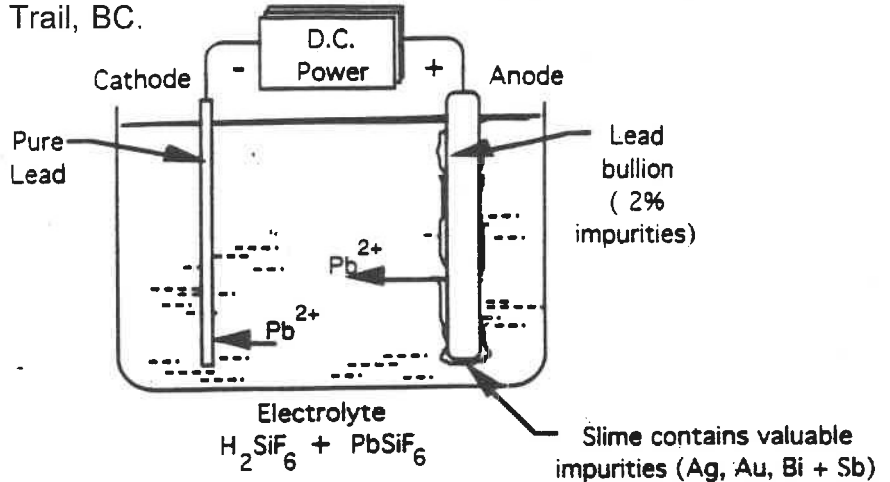 Trail, BC.
D.C.
Power
-
+
Cathode
Anode
Pure
Lead
Lead
bullion
( 2%
impurities)
Pb2+
Pb2+
Electrolyte
H2SiF6 + PbSiF6
Slime contains valuable
impurities (Ag, Au, Bi + Sb)